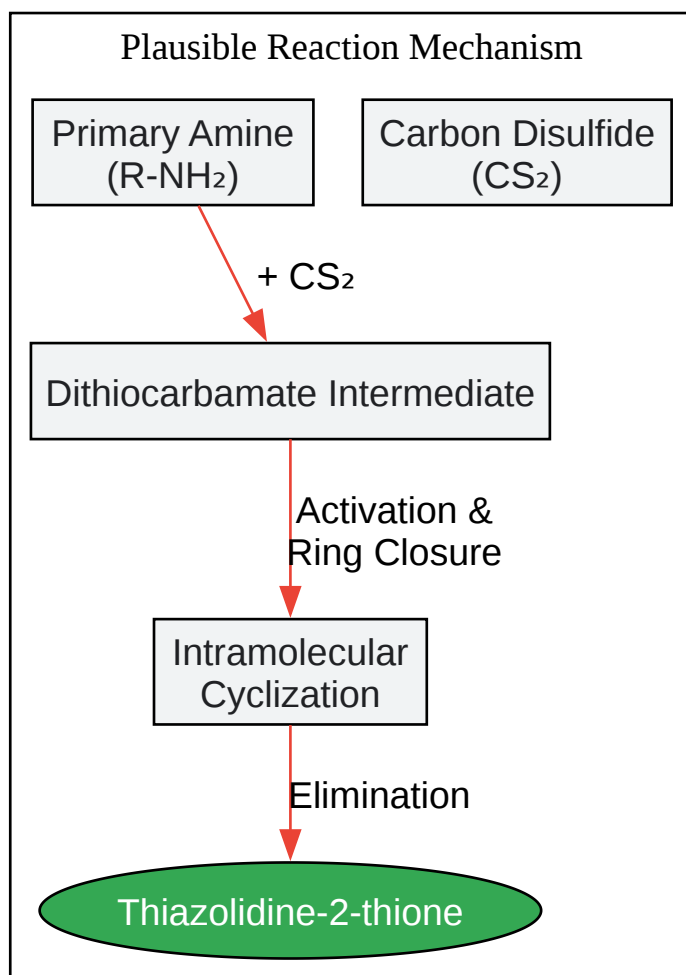 Plausible Reaction Mechanism
Primary Amine
(R-NH₂)
Carbon Disulfide
(CS₂)
+ CS₂
Dithiocarbamate Intermediate
Activation &
Ring Closure
Intramolecular
Cyclization
Elimination
Thiazolidine-2-thione